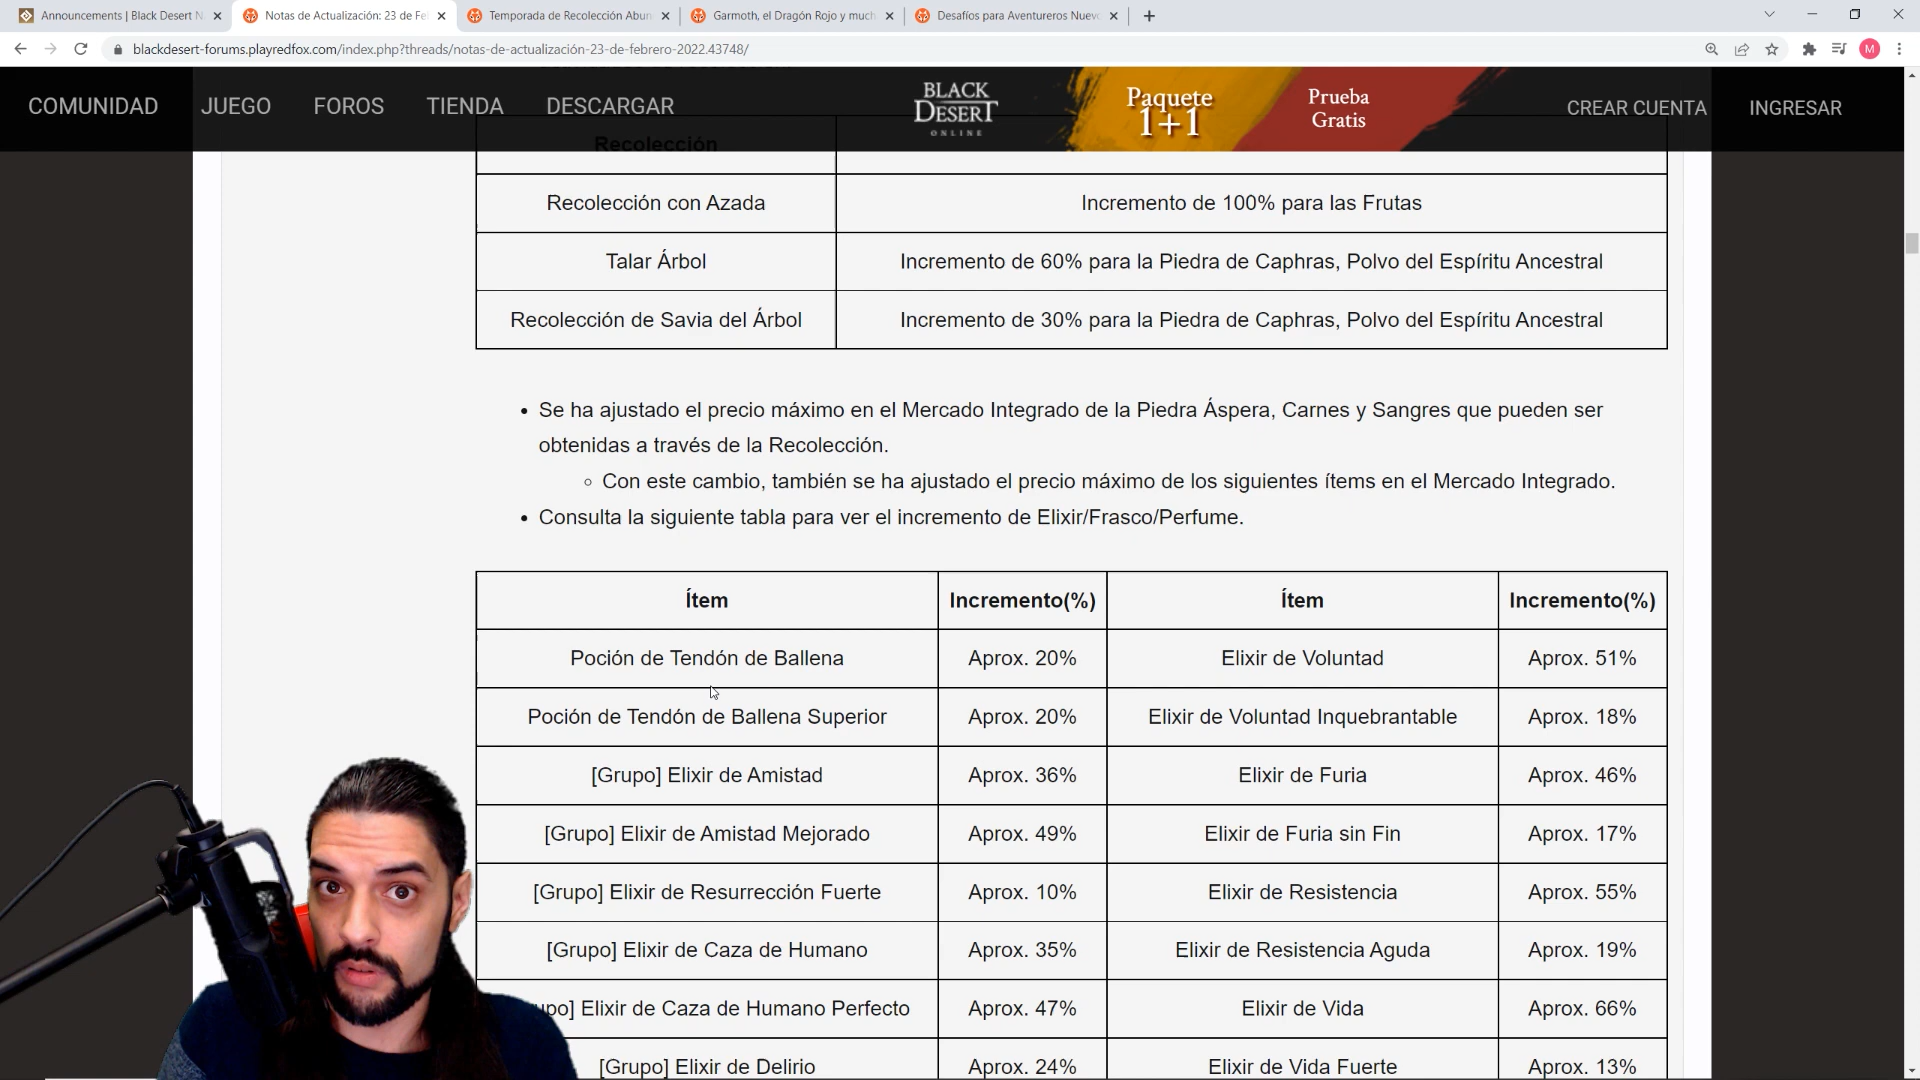 Announcements | Black Desert N
Notas de Actualización: 23 de Fe
Temporada de Recolección Abun
Garmoth, el Dragón Rojo y much
Desafíos para Aventureros Nuevo
blackdesert-forums.playredfox.com/index.php?threads/notas-de-actualización-23-de-febrero-2022.43748/
M
COMUNIDAD
JUEGO
FOROS
TIENDA
DESCARGAR
BLACK
DESERT
ONLINE
Paquete
1+1
Prueba
Gratis
CREAR CUENTA
INGRESAR
Recolección
Recolección con Azada
Incremento de 100% para las Frutas
Talar Árbol
Incremento de 60% para la Piedra de Caphras, Polvo del Espíritu Ancestral
Recolección de Savia del Árbol
Incremento de 30% para la Piedra de Caphras, Polvo del Espíritu Ancestral
• Se ha ajustado el precio máximo en el Mercado Integrado de la Piedra Áspera, Carnes y Sangres que pueden ser
obtenidas a través de la Recolección.
○ Con este cambio, también se ha ajustado el precio máximo de los siguientes ítems en el Mercado Integrado.
• Consulta la siguiente tabla para ver el incremento de Elixir/Frasco/Perfume.
Ítem Incremento(%) Ítem Incremento(%)
Poción de Tendón de Ballena Aprox. 20% Elixir de Voluntad Aprox. 51%
Poción de Tendón de Ballena Superior Aprox. 20% Elixir de Voluntad Inquebrantable Aprox. 18%
[Grupo] Elixir de Amistad Aprox. 36% Elixir de Furia Aprox. 46%
[Grupo] Elixir de Amistad Mejorado Aprox. 49% Elixir de Furia sin Fin Aprox. 17%
[Grupo] Elixir de Resurrección Fuerte Aprox. 10% Elixir de Resistencia Aprox. 55%
[Grupo] Elixir de Caza de Humano Aprox. 35% Elixir de Resistencia Aguda Aprox. 19%
upo] Elixir de Caza de Humano Perfecto Aprox. 47% Elixir de Vida Aprox. 66%
[Grupo] Elixir de Delirio Aprox. 24% Elixir de Vida Fuerte Aprox. 13%